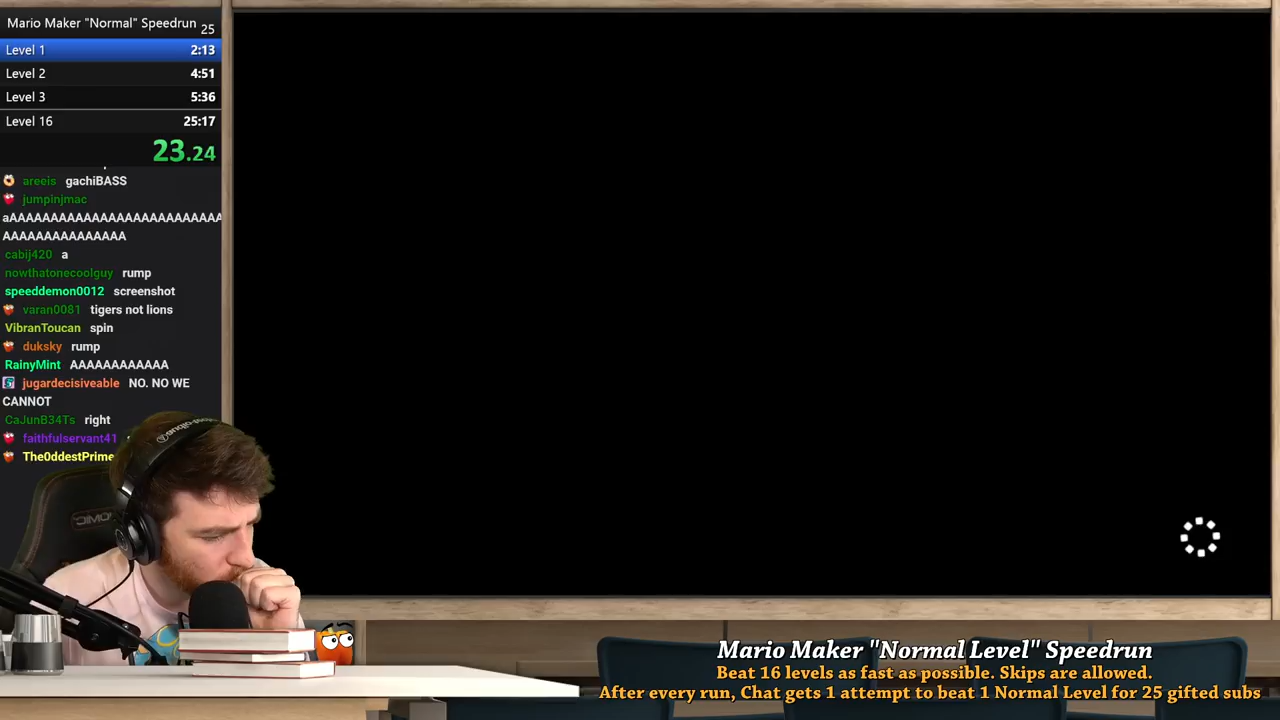 Mario Maker "Normal" Speedrun
25
Level 1 2:13
Level 2 4:51
Level 3 5:36
Level 16 25:17
23.24
areeis gachiBASS
jumpinjmac
aAAAAAAAAAAAAAAAAAAAAAAAAA
AAAAAAAAAAAAAAA
cabij420 a
nowthatonecoolguy rump
speeddemon0012 screenshot
varan0081 tigers not lions
VibranToucan spin
duksky rump
RainyMint AAAAAAAAAAAA
jugardecisiveable NO. NO WE
CANNOT
CaJunB34Ts right
faithfulservant41
The0ddestPrime
Mario Maker "Normal Level" Speedrun
Beat 16 levels as fast as possible. Skips are allowed.
After every run, Chat gets 1 attempt to beat 1 Normal Level for 25 gifted subs